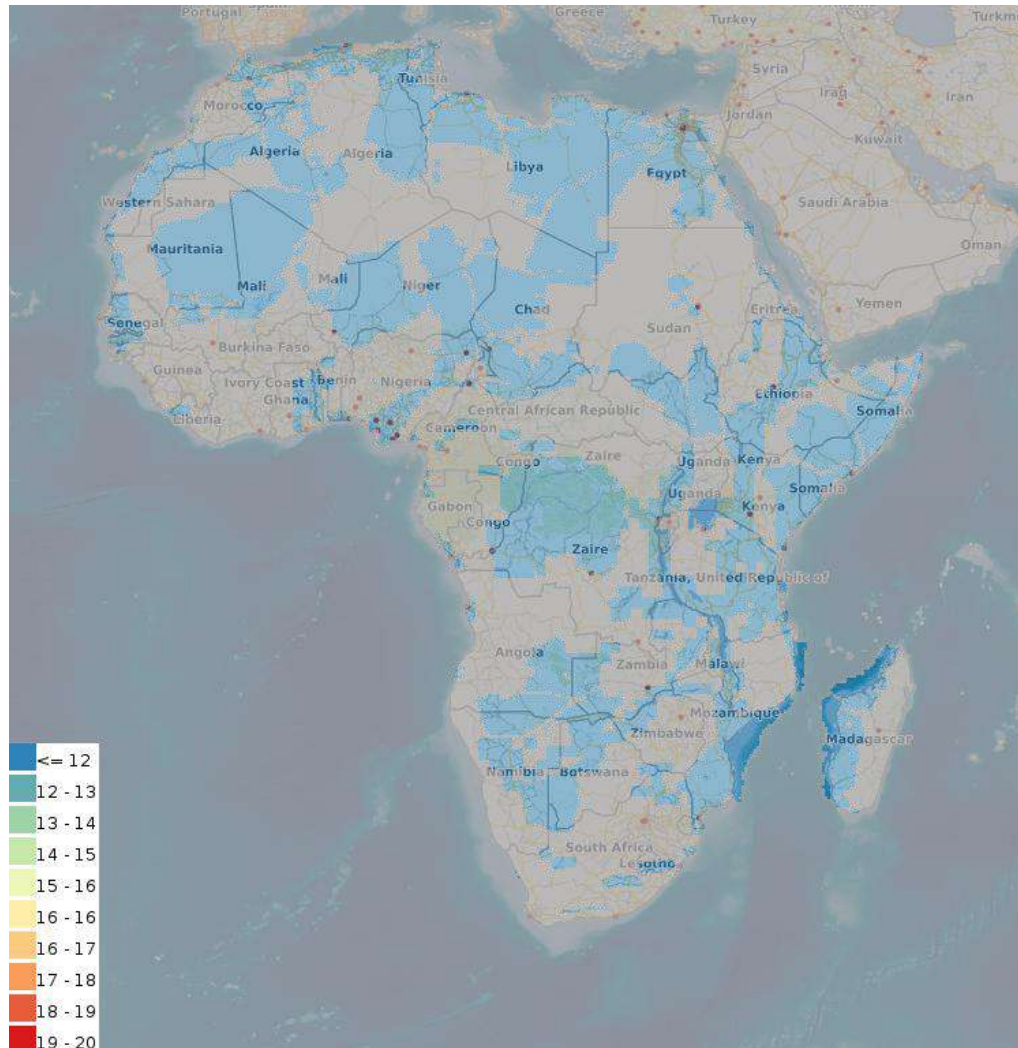 Portugal
Greece
Turkey
Syria
Iraq
Iran
Jordan
Kuwait
Tunisia
Morocco
Algeria
Algeria
Libya
Egypt
Saudi Arabia
Western Sahara
Oman
Mauritania
Mali
Mali
Niger
Chad
Sudan
Eritrea
Yemen
Senegal
Burkina Faso
Guinea
Ivory Coast
Benin
Nigeria
Ghana
Liberia
Ethiopia
Central African Republic
Cameroon
Somalia
Congo
Zaire
Uganda
Kenya
Uganda
Somalia
Gabon
Congo
Kenya
Zaire
Tanzania, United Republic of
Angola
Zambia
Malawi
Mozambique
Zimbabwe
Madagascar
Namibia
Botswana
South Africa
Lesotho
<= 12
12 - 13
13 - 14
14 - 15
15 - 16
16 - 16
16 - 17
17 - 18
18 - 19
19 - 20